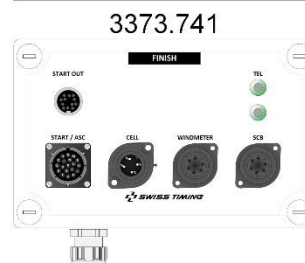 3373.741
FINISH
START OUT
TEL
START / ASC
CELL
WINDMETER
SCB
SWISS TIMING